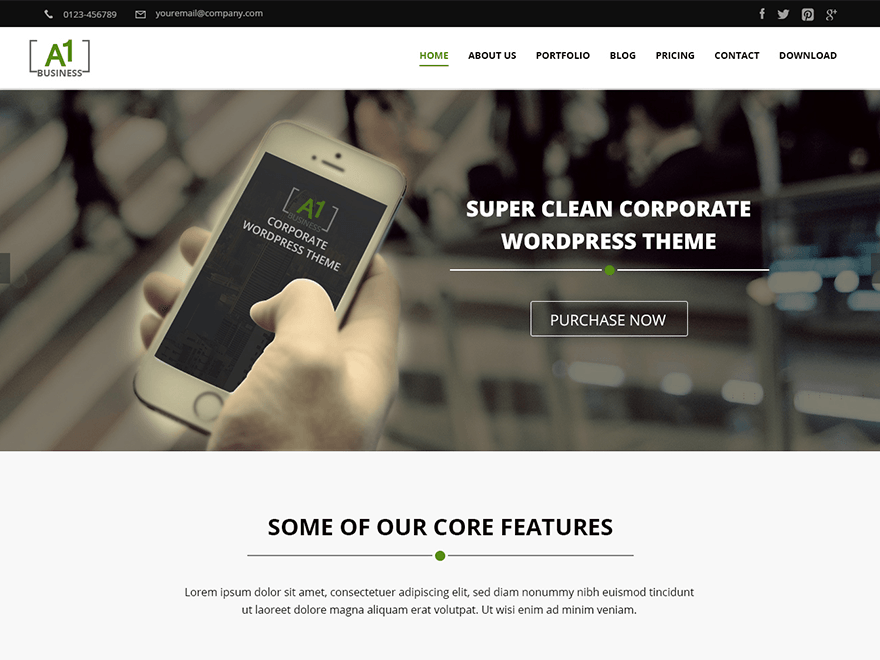 0123-456789 youremail@company.com
A1
BUSINESS
HOME ABOUT US PORTFOLIO BLOG PRICING CONTACT DOWNLOAD
A1
BUSINESS
CORPORATE
WORDPRESS THEME
SUPER CLEAN CORPORATE
WORDPRESS THEME
PURCHASE NOW
SOME OF OUR CORE FEATURES
Lorem ipsum dolor sit amet, consectetuer adipiscing elit, sed diam nonummy nibh euismod tincidunt
ut laoreet dolore magna aliquam erat volutpat. Ut wisi enim ad minim veniam.